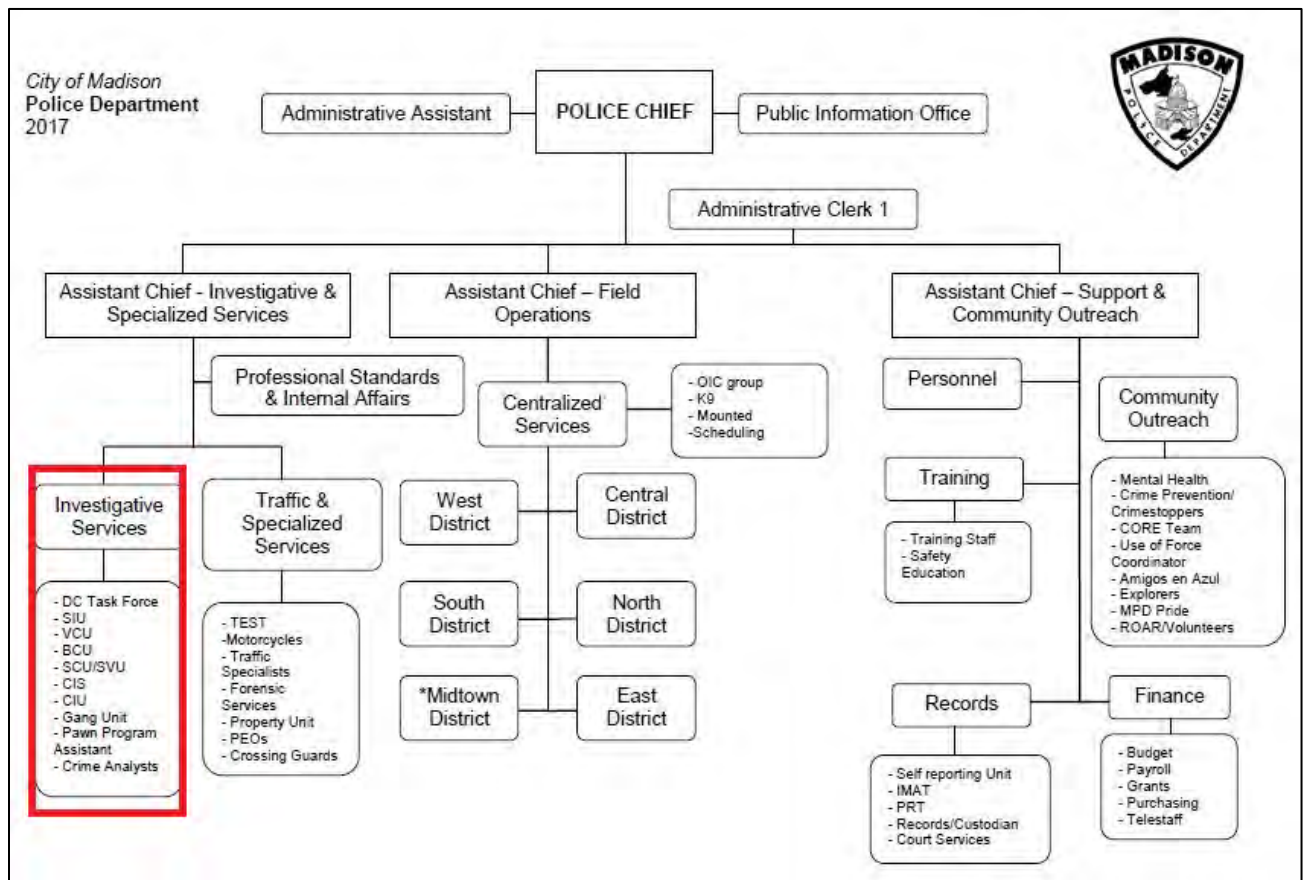 City of Madison
Police Department
2017
Administrative Assistant
POLICE CHIEF
Public Information Office
MADISON
POLICE DEPARTMENT
Administrative Clerk 1
Assistant Chief - Investigative &
Specialized Services
Assistant Chief – Field
Operations
Assistant Chief – Support &
Community Outreach
Professional Standards
& Internal Affairs
Centralized
Services
- OIC group
- K9
- Mounted
-Scheduling
Personnel
Community
Outreach
Investigative
Services
Traffic &
Specialized
Services
West
District
Central
District
Training
- Training Staff
- Safety
Education
- Mental Health
- Crime Prevention/
Crimestoppers
- CORE Team
- Use of Force
Coordinator
- Amigos en Azul
- Explorers
- MPD Pride
- ROAR/Volunteers
- DC Task Force
- SIU
- VCU
- BCU
- SCU/SVU
- CIS
- CIU
- Gang Unit
- Pawn Program
Assistant
- Crime Analysts
- TEST
-Motorcycles
- Traffic
Specialists
- Forensic
Services
- Property Unit
- PEOs
- Crossing Guards
South
District
North
District
*Midtown
District
East
District
Records
Finance
- Self reporting Unit
- IMAT
- PRT
- Records/Custodian
- Court Services
- Budget
- Payroll
- Grants
- Purchasing
- Telestaff